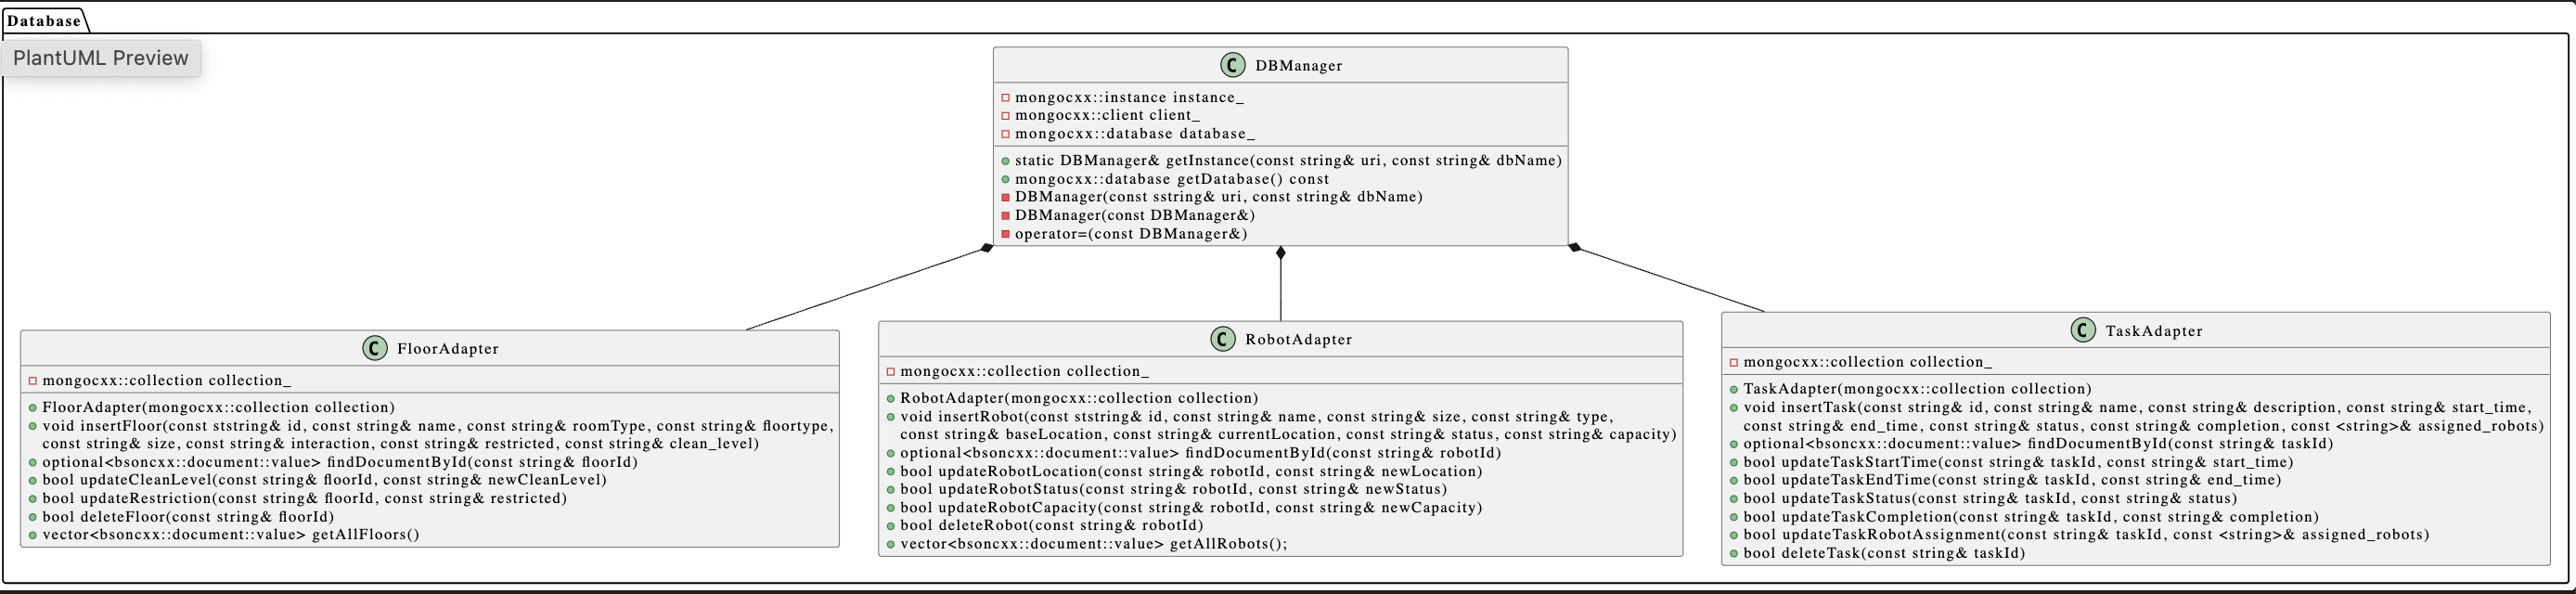 Database
PlantUML Preview
C DBManager
mongocxx::instance instance_
mongocxx::client client_
mongocxx::database database_
static DBManager& getInstance(const string& uri, const string& dbName)
mongocxx::database getDatabase() const
DBManager(const sstring& uri, const string& dbName)
DBManager(const DBManager&)
operator=(const DBManager&)
C FloorAdapter
mongocxx::collection collection_
FloorAdapter(mongocxx::collection collection)
void insertFloor(const ststring& id, const string& name, const string& roomType, const string& floortype,
const string& size, const string& interaction, const string& restricted, const string& clean_level)
optional<bsoncxx::document::value> findDocumentById(const string& floorId)
bool updateCleanLevel(const string& floorId, const string& newCleanLevel)
bool updateRestriction(const string& floorId, const string& restricted)
bool deleteFloor(const string& floorId)
vector<bsoncxx::document::value> getAllFloors()
C RobotAdapter
mongocxx::collection collection_
RobotAdapter(mongocxx::collection collection)
void insertRobot(const ststring& id, const string& name, const string& size, const string& type,
const string& baseLocation, const string& currentLocation, const string& status, const string& capacity)
optional<bsoncxx::document::value> findDocumentById(const string& robotId)
bool updateRobotLocation(const string& robotId, const string& newLocation)
bool updateRobotStatus(const string& robotId, const string& newStatus)
bool updateRobotCapacity(const string& robotId, const string& newCapacity)
bool deleteRobot(const string& robotId)
vector<bsoncxx::document::value> getAllRobots();
C TaskAdapter
mongocxx::collection collection_
TaskAdapter(mongocxx::collection collection)
void insertTask(const string& id, const string& name, const string& description, const string& start_time,
const string& end_time, const string& status, const string& completion, const <string>& assigned_robots)
optional<bsoncxx::document::value> findDocumentById(const string& taskId)
bool updateTaskStartTime(const string& taskId, const string& start_time)
bool updateTaskEndTime(const string& taskId, const string& end_time)
bool updateTaskStatus(const string& taskId, const string& status)
bool updateTaskCompletion(const string& taskId, const string& completion)
bool updateTaskRobotAssignment(const string& taskId, const <string>& assigned_robots)
bool deleteTask(const string& taskId)